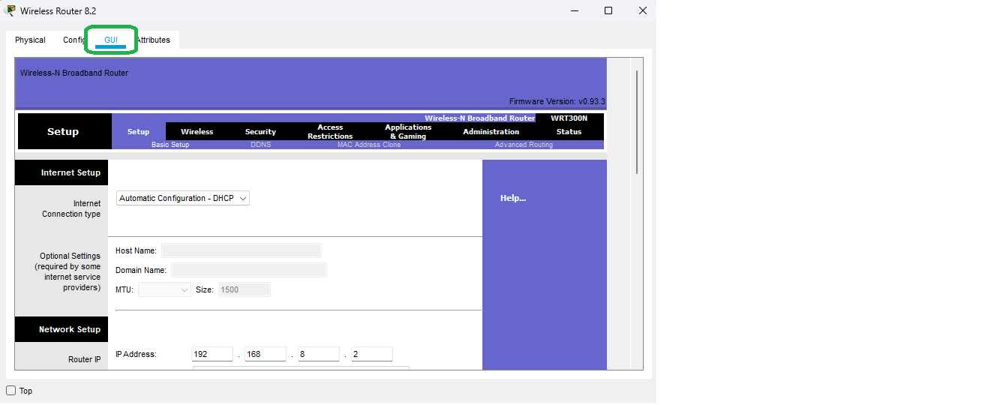 Wireless Router 8.2
Physical Config GUI Attributes
Wireless-N Broadband Router
Firmware Version: v0.93.3
Wireless-N Broadband Router WRT300N
Setup
Setup Wireless Security Access Restrictions Applications & Gaming Administration Status
Basic Setup DDNS MAC Address Clone Advanced Routing
Internet Setup
Internet
Connection type
Automatic Configuration - DHCP
Help...
Optional Settings
(required by some
internet service
providers)
Host Name:
Domain Name:
MTU: Size: 1500
Network Setup
Router IP
IP Address: 192 . 168 . 8 . 2
Top